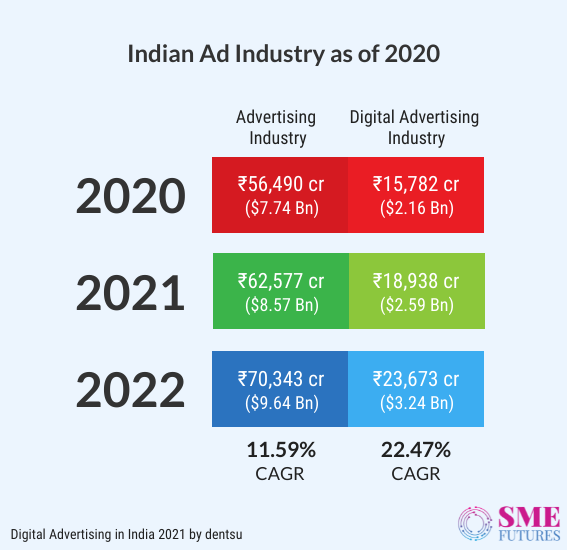 Indian Ad Industry as of 2020
Advertising
Industry
Digital Advertising
Industry
2020
₹56,490 cr
($7.74 Bn)
₹15,782 cr
($2.16 Bn)
2021
₹62,577 cr
($8.57 Bn)
₹18,938 cr
($2.59 Bn)
2022
₹70,343 cr
($9.64 Bn)
₹23,673 cr
($3.24 Bn)
11.59%
CAGR
22.47%
CAGR
Digital Advertising in India 2021 by dentsu
SME
FUTURES